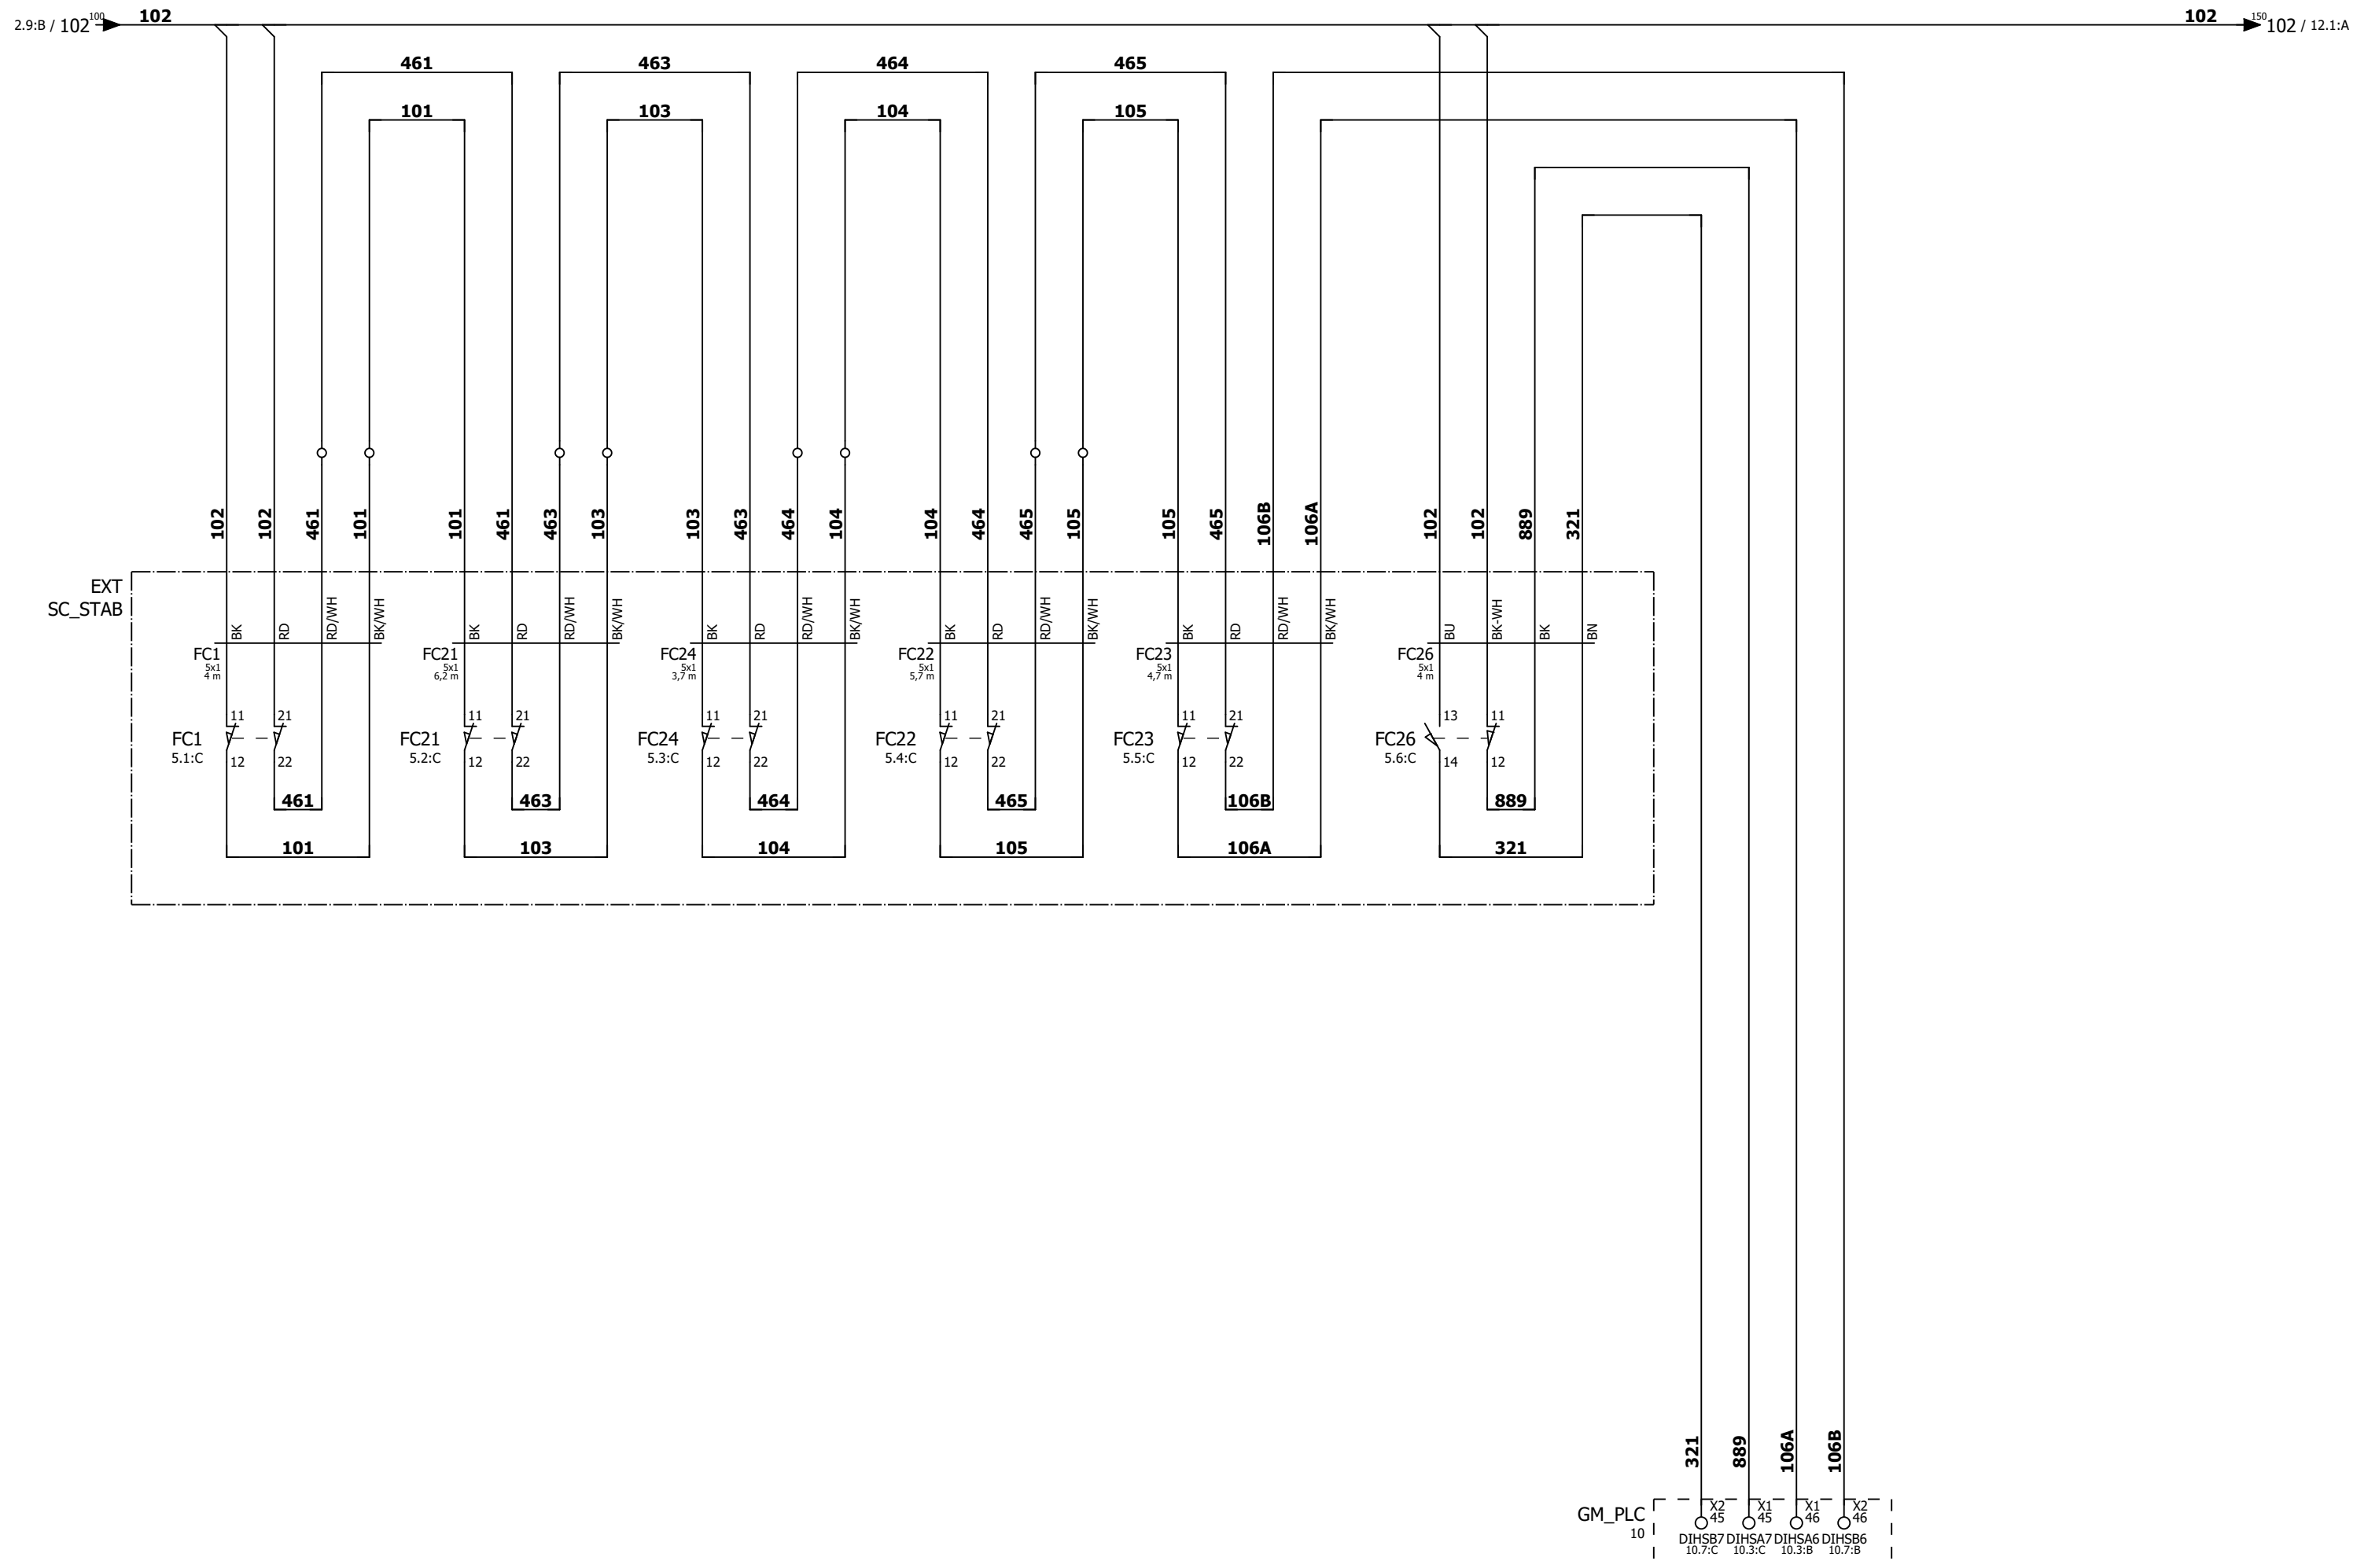 2.9:B / 102 100 102 102 150 102 / 12.1:A
461 463 464 465
101 103 104 105
102 102 461 101 101 461 463 103 103 463 464 104 104 464 465 105 105 465 106B 106A 102 102 889 321
EXT
SC_STAB
BK RD RD/WH BK/WH BK RD RD/WH BK/WH BK RD RD/WH BK/WH BK RD RD/WH BK/WH BK RD RD/WH BK/WH BU BK-WH BK BN
FC1 FC21 FC24 FC22 FC23 FC26
5x1 5x1 5x1 5x1 5x1 5x1
4 m 6,2 m 3,7 m 5,7 m 4,7 m 4 m
11 21 11 21 11 21 11 21 11 21 13 11
FC1 FC21 FC24 FC22 FC23 FC26
5.1:C 5.2:C 5.3:C 5.4:C 5.5:C 5.6:C
12 22 12 22 12 22 12 22 12 22 14 12
461 463 464 465 106B 889
101 103 104 105 106A 321
321 889 106A 106B
X2 X1 X1 X2
GM_PLC 45 45 46 46
10 DIHSB7 DIHSA7 DIHSA6 DIHSB6
10.7:C 10.3:C 10.3:B 10.7:B